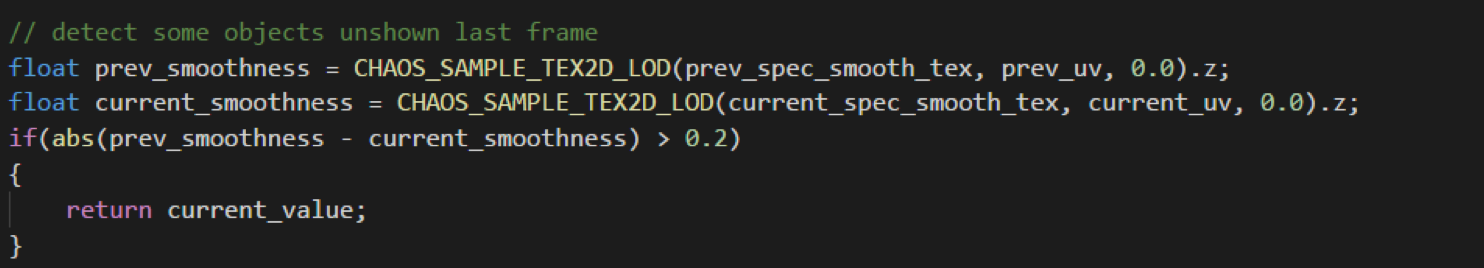 // detect some objects unshown last frame
float prev_smoothness = CHAOS_SAMPLE_TEX2D_LOD(prev_spec_smooth_tex, prev_uv, 0.0).z;
float current_smoothness = CHAOS_SAMPLE_TEX2D_LOD(current_spec_smooth_tex, current_uv, 0.0).z;
if(abs(prev_smoothness - current_smoothness) > 0.2)
{
    return current_value;
}